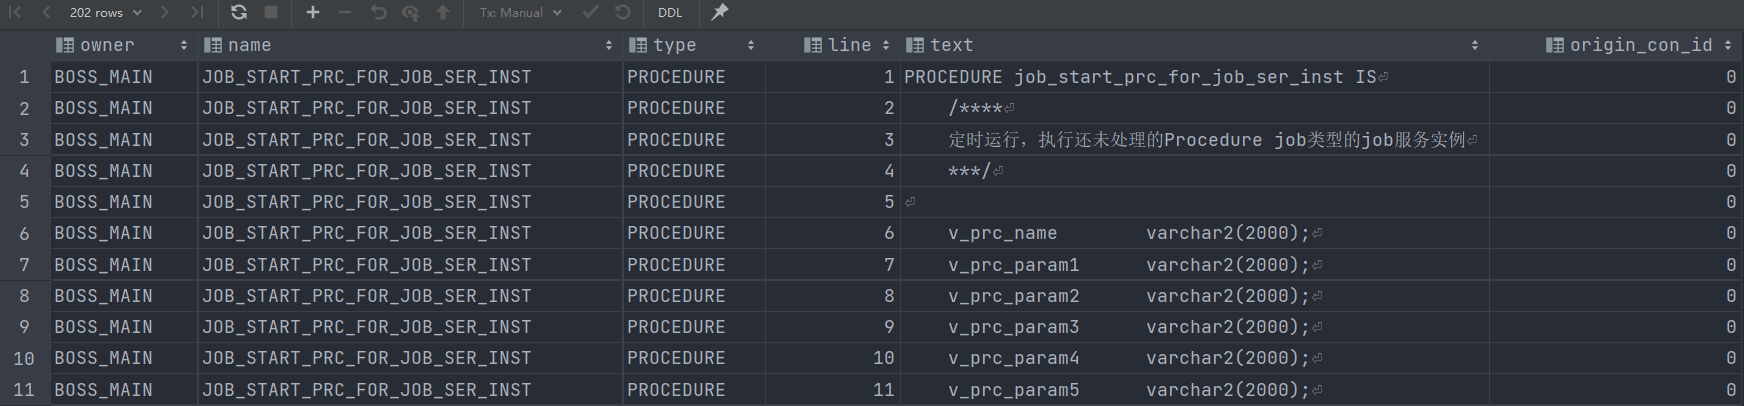 202 rows Tx: Manual DDL
owner name type line text origin_con_id
1 BOSS_MAIN JOB_START_PRC_FOR_JOB_SER_INST PROCEDURE 1 PROCEDURE job_start_prc_for_job_ser_inst IS⏎ 0
2 BOSS_MAIN JOB_START_PRC_FOR_JOB_SER_INST PROCEDURE 2 /****⏎ 0
3 BOSS_MAIN JOB_START_PRC_FOR_JOB_SER_INST PROCEDURE 3 定时运行，执行还未处理的Procedure job类型的job服务实例⏎ 0
4 BOSS_MAIN JOB_START_PRC_FOR_JOB_SER_INST PROCEDURE 4 ***/⏎ 0
5 BOSS_MAIN JOB_START_PRC_FOR_JOB_SER_INST PROCEDURE 5 ⏎ 0
6 BOSS_MAIN JOB_START_PRC_FOR_JOB_SER_INST PROCEDURE 6 v_prc_name varchar2(2000);⏎ 0
7 BOSS_MAIN JOB_START_PRC_FOR_JOB_SER_INST PROCEDURE 7 v_prc_param1 varchar2(2000);⏎ 0
8 BOSS_MAIN JOB_START_PRC_FOR_JOB_SER_INST PROCEDURE 8 v_prc_param2 varchar2(2000);⏎ 0
9 BOSS_MAIN JOB_START_PRC_FOR_JOB_SER_INST PROCEDURE 9 v_prc_param3 varchar2(2000);⏎ 0
10 BOSS_MAIN JOB_START_PRC_FOR_JOB_SER_INST PROCEDURE 10 v_prc_param4 varchar2(2000);⏎ 0
11 BOSS_MAIN JOB_START_PRC_FOR_JOB_SER_INST PROCEDURE 11 v_prc_param5 varchar2(2000);⏎ 0